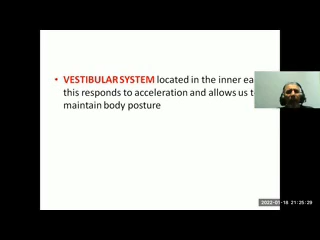 • VESTIBULAR SYSTEM located in the inner ea
this responds to acceleration and allows us t
maintain body posture
2022-01-18 21:25:29